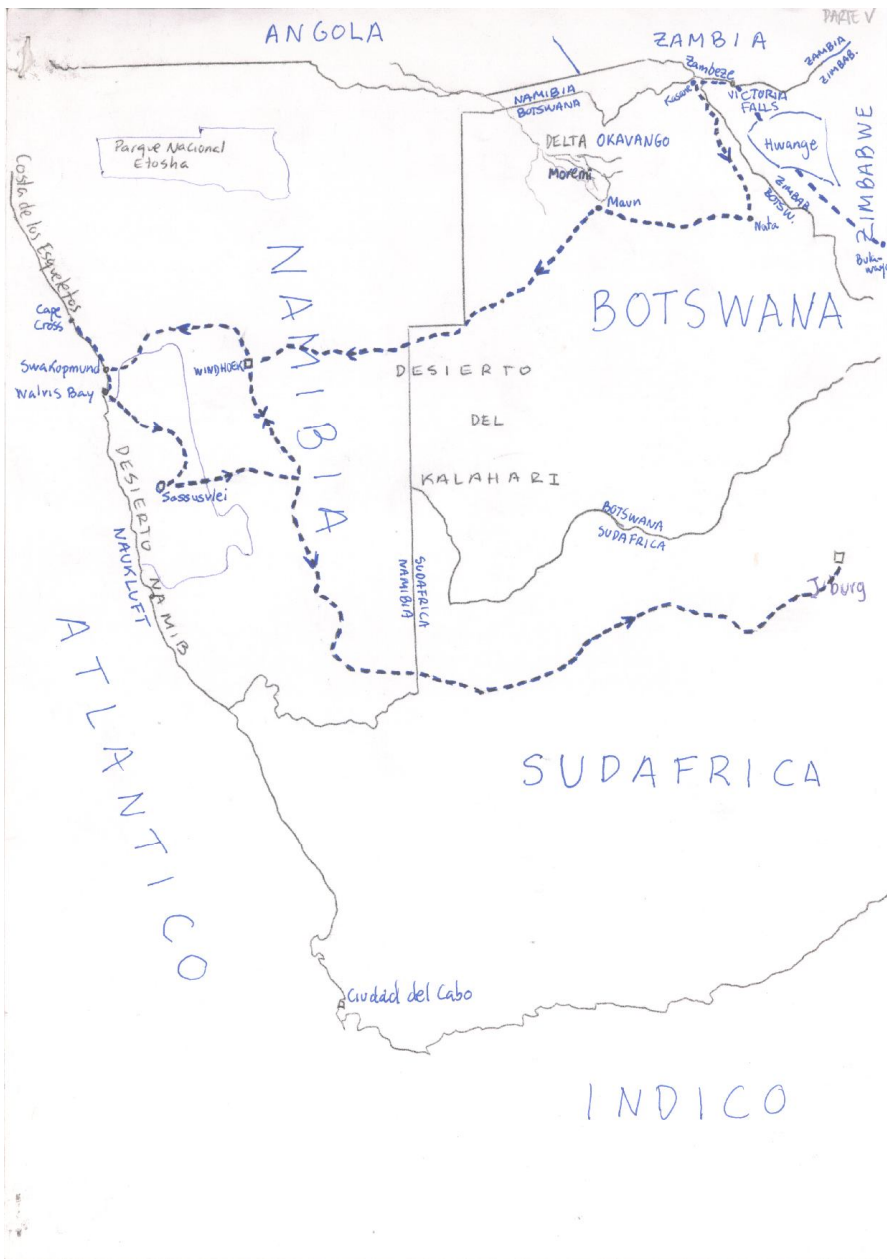 PARTE V
ANGOLA
ZAMBIA
Zambeze
ZAMBIA
ZIMBAB.
NAMIBIA
BOTSWANA
Kasane
VICTORIA
FALLS
Parque Nacional
Etosha
DELTA OKAVANGO
Moremi
Hwange
ZIMBAB.
BOTSW.
ZIMBABWE
Maun
Nata
Costa de los Esqueletos
NAMIBIA
BOTSWANA
Cape
Cross
Swakopmund
Walvis Bay
WINDHOEK
DESIERTO
DEL
KALAHARI
DESIERTO NAMIB
NAUKLUFT
Sossusvlei
BOTSWANA
SUDAFRICA
SUDAFRICA
NAMIBIA
J-burg
ATLANTICO
SUDAFRICA
Ciudad del Cabo
INDICO